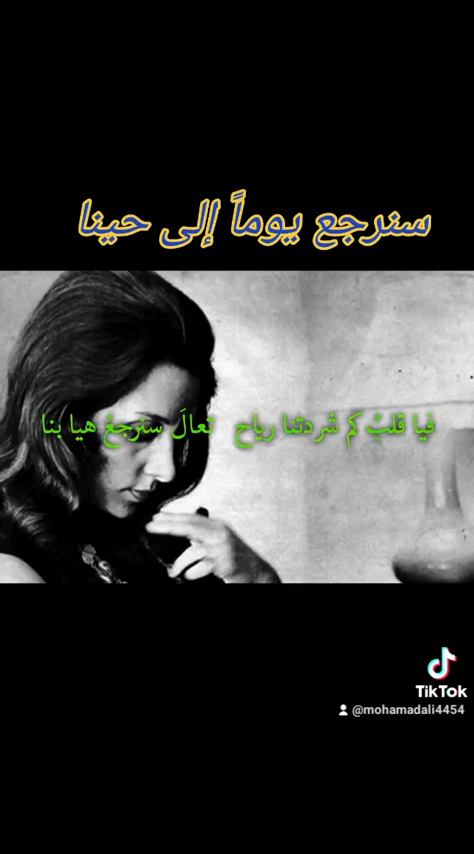 سنرجع يوماً إلى حينا
فيا قلبُ كم شردتنا رياح تعالَ سنرجعُ هيا بنا
TikTok
@mohamadali4454